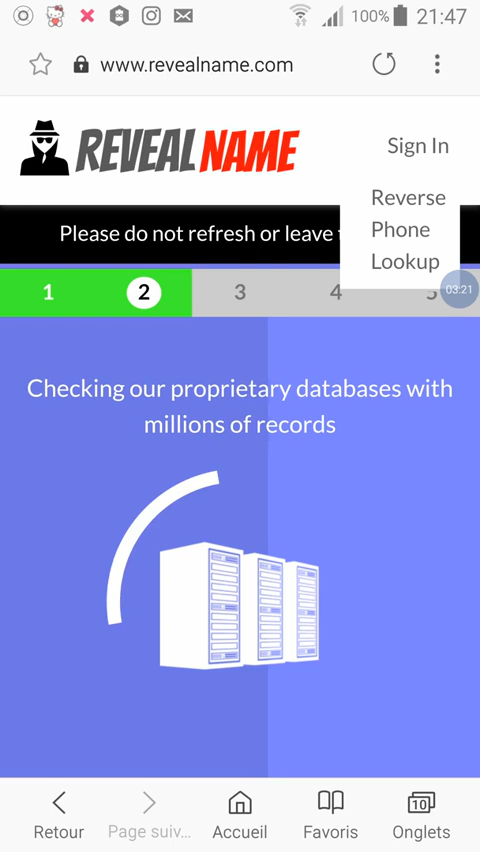 100% 21:47
www.revealname.com
REVEAL NAME
Sign In
Reverse
Phone
Lookup
Please do not refresh or leave
1 2 3 4 5
03:21
Checking our proprietary databases with
millions of records
10
Retour Page suiv... Accueil Favoris Onglets